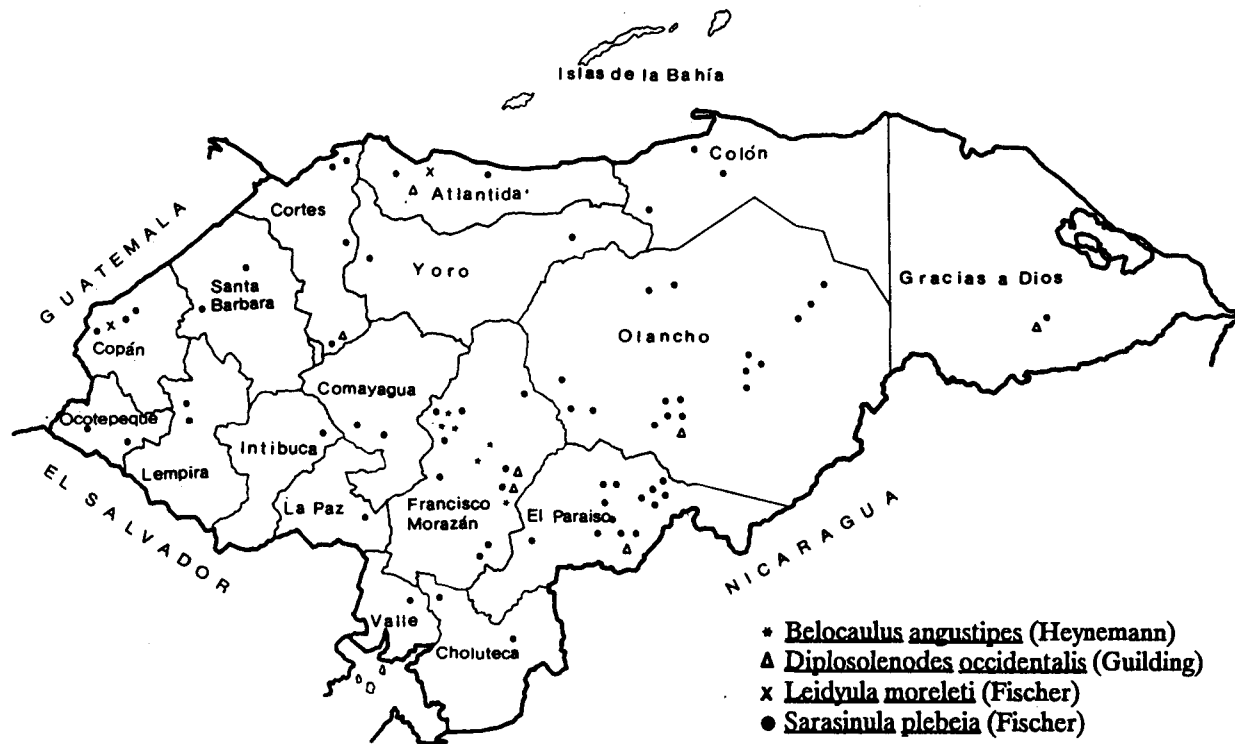 Islas de la Bahía
Colón
Atlantida
Cortes
GUATEMALA
Yoro
Santa
Barbara
Gracias a Dios
Olancho
Copán
Comayagua
Ocotepeque
Intibuca
Lempira
EL SALVADOR
La Paz
Francisco
Morazán
El Paraiso
NICARAGUA
Valle
Choluteca
* Belocaulus angustipes (Heynemann)
Δ Diplosolenodes occidentalis (Guilding)
x Leidyula moreleti (Fischer)
● Sarasinula plebeia (Fischer)